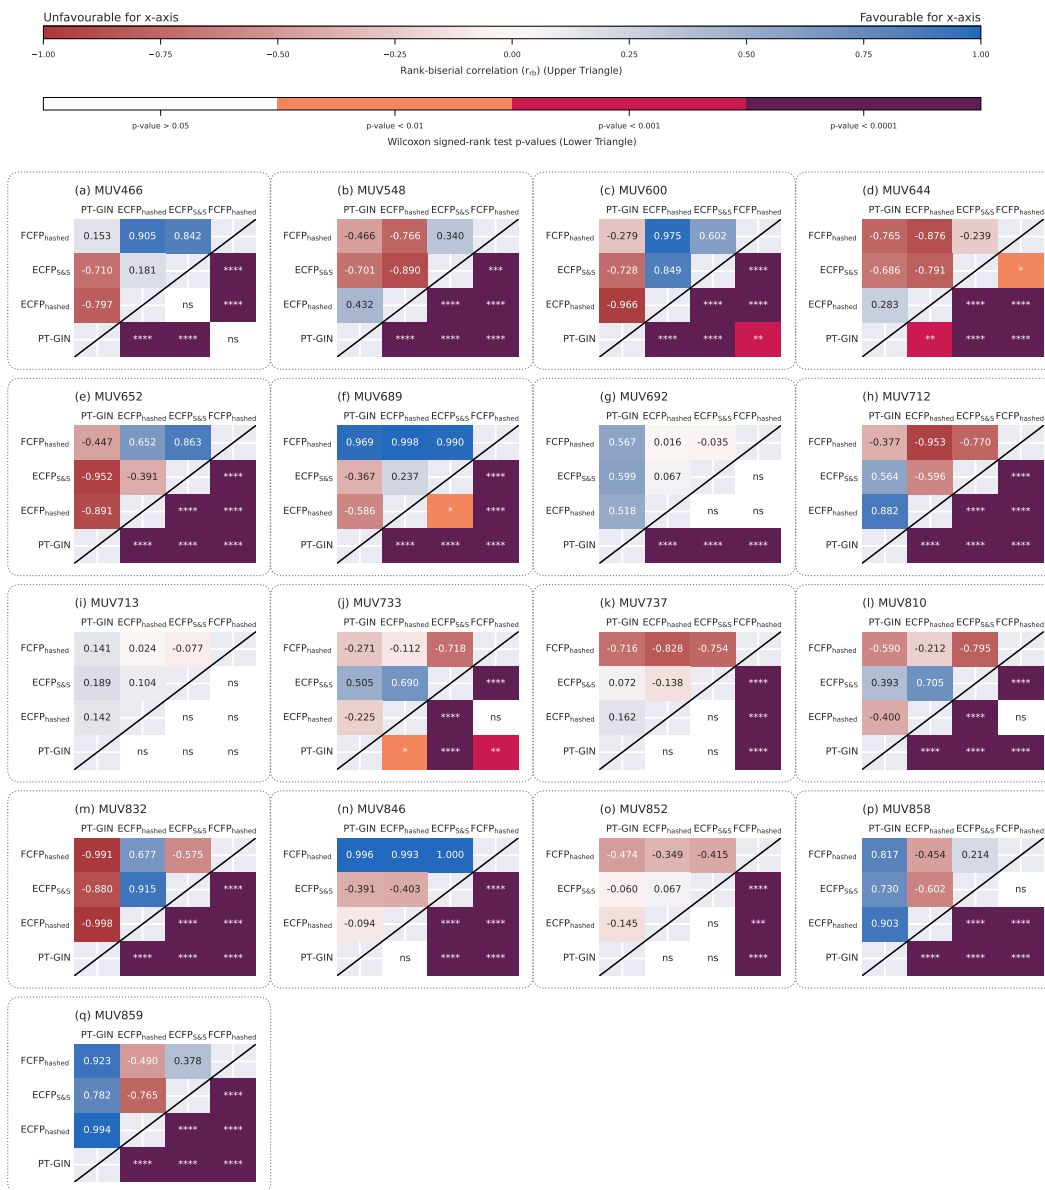 Unfavourable for x-axis Favourable for x-axis
−1.00 −0.75 −0.50 −0.25 0.00 0.25 0.50 0.75 1.00
Rank-biserial correlation (rrb) (Upper Triangle)
p-value > 0.05 p-value < 0.01 p-value < 0.001 p-value < 0.0001
Wilcoxon signed-rank test p-values (Lower Triangle)
(a) MUV466
PT-GIN ECFPhashed ECFPS&S FCFPhashed
FCFPhashed 0.153 0.905 0.842
ECFPS&S -0.710 0.181 ****
ECFPhashed -0.797 ns ****
PT-GIN **** **** ns
(b) MUV548
PT-GIN ECFPhashed ECFPS&S FCFPhashed
FCFPhashed -0.466 -0.766 0.340
ECFPS&S -0.701 -0.890 ***
ECFPhashed 0.432 **** ****
PT-GIN **** **** ****
(c) MUV600
PT-GIN ECFPhashed ECFPS&S FCFPhashed
FCFPhashed -0.279 0.975 0.602
ECFPS&S -0.728 0.849 ****
ECFPhashed -0.966 **** ****
PT-GIN **** **** **
(d) MUV644
PT-GIN ECFPhashed ECFPS&S FCFPhashed
FCFPhashed -0.765 -0.876 -0.239
ECFPS&S -0.686 -0.791 *
ECFPhashed 0.283 **** ****
PT-GIN ** **** ****
(e) MUV652
PT-GIN ECFPhashed ECFPS&S FCFPhashed
FCFPhashed -0.447 0.652 0.863
ECFPS&S -0.952 -0.391 ****
ECFPhashed -0.891 **** ****
PT-GIN **** **** ****
(f) MUV689
PT-GIN ECFPhashed ECFPS&S FCFPhashed
FCFPhashed 0.969 0.998 0.990
ECFPS&S -0.367 0.237 ****
ECFPhashed -0.586 * ****
PT-GIN **** **** ****
(g) MUV692
PT-GIN ECFPhashed ECFPS&S FCFPhashed
FCFPhashed 0.567 0.016 -0.035
ECFPS&S 0.599 0.067 ns
ECFPhashed 0.518 ns ns
PT-GIN **** **** ****
(h) MUV712
PT-GIN ECFPhashed ECFPS&S FCFPhashed
FCFPhashed -0.377 -0.953 -0.770
ECFPS&S 0.564 -0.596 ****
ECFPhashed 0.882 **** ****
PT-GIN **** **** ****
(i) MUV713
PT-GIN ECFPhashed ECFPS&S FCFPhashed
FCFPhashed 0.141 0.024 -0.077
ECFPS&S 0.189 0.104 ns
ECFPhashed 0.142 ns ns
PT-GIN ns ns ns
(j) MUV733
PT-GIN ECFPhashed ECFPS&S FCFPhashed
FCFPhashed -0.271 -0.112 -0.718
ECFPS&S 0.505 0.690 ****
ECFPhashed -0.225 **** ns
PT-GIN * **** **
(k) MUV737
PT-GIN ECFPhashed ECFPS&S FCFPhashed
FCFPhashed -0.716 -0.828 -0.754
ECFPS&S 0.072 -0.138 ****
ECFPhashed 0.162 ns ****
PT-GIN ns ns ****
(l) MUV810
PT-GIN ECFPhashed ECFPS&S FCFPhashed
FCFPhashed -0.590 -0.212 -0.795
ECFPS&S 0.393 0.705 ****
ECFPhashed -0.400 **** ns
PT-GIN **** **** ****
(m) MUV832
PT-GIN ECFPhashed ECFPS&S FCFPhashed
FCFPhashed -0.991 0.677 -0.575
ECFPS&S -0.880 0.915 ****
ECFPhashed -0.998 **** ****
PT-GIN **** **** ****
(n) MUV846
PT-GIN ECFPhashed ECFPS&S FCFPhashed
FCFPhashed 0.996 0.993 1.000
ECFPS&S -0.391 -0.403 ****
ECFPhashed -0.094 **** ****
PT-GIN ns **** ****
(o) MUV852
PT-GIN ECFPhashed ECFPS&S FCFPhashed
FCFPhashed -0.474 -0.349 -0.415
ECFPS&S -0.060 0.067 ****
ECFPhashed -0.145 ns ***
PT-GIN ns ns ****
(p) MUV858
PT-GIN ECFPhashed ECFPS&S FCFPhashed
FCFPhashed 0.817 -0.454 0.214
ECFPS&S 0.730 -0.602 ns
ECFPhashed 0.903 **** ****
PT-GIN **** **** ****
(q) MUV859
PT-GIN ECFPhashed ECFPS&S FCFPhashed
FCFPhashed 0.923 -0.490 0.378
ECFPS&S 0.782 -0.765 ****
ECFPhashed 0.994 **** ****
PT-GIN **** **** ****